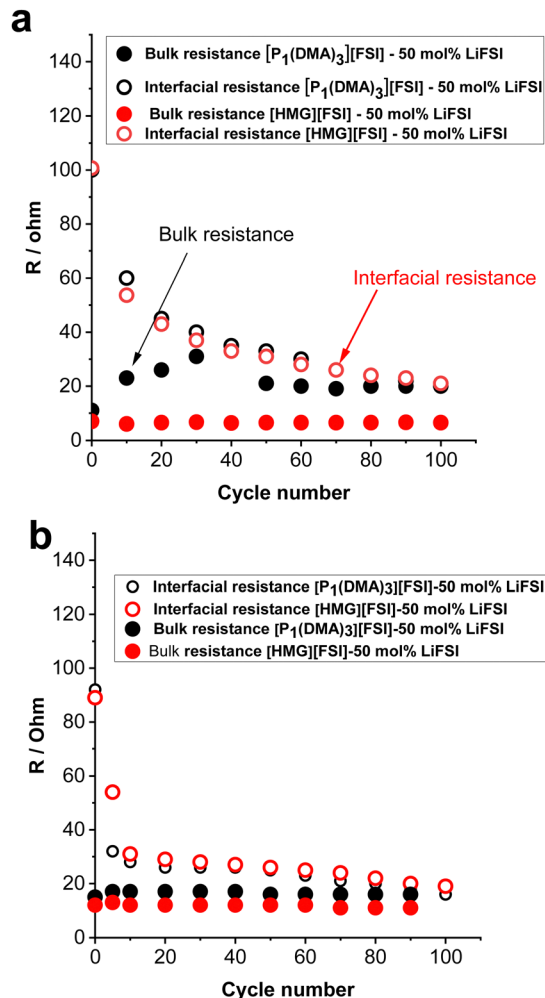 a
Bulk resistance [P₁(DMA)₃][FSI] - 50 mol% LiFSI
Interfacial resistance [P₁(DMA)₃][FSI] - 50 mol% LiFSI
Bulk resistance [HMG][FSI] - 50 mol% LiFSI
Interfacial resistance [HMG][FSI] - 50 mol% LiFSI
140
120
100
80
60
40
20
0
R / ohm
Bulk resistance
Interfacial resistance
0 20 40 60 80 100
Cycle number
b
Interfacial resistance [P₁(DMA)₃][FSI]-50 mol% LiFSI
Interfacial resistance [HMG][FSI]-50 mol% LiFSI
Bulk resistance [P₁(DMA)₃][FSI]-50 mol% LiFSI
Bulk resistance [HMG][FSI]-50 mol% LiFSI
140
120
100
80
60
40
20
0
R / Ohm
0 20 40 60 80 100
Cycle number